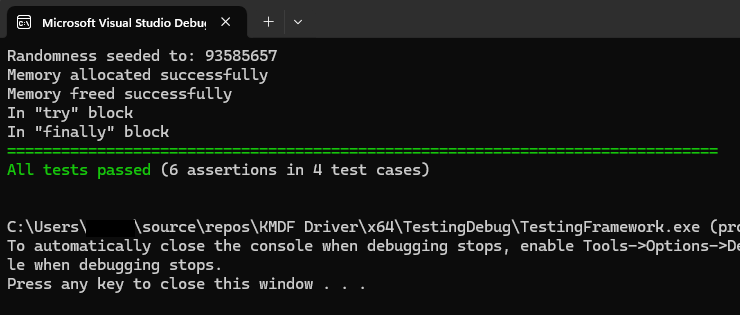 Microsoft Visual Studio Debug
Randomness seeded to: 93585657
Memory allocated successfully
Memory freed successfully
In "try" block
In "finally" block
===============================================================================
All tests passed (6 assertions in 4 test cases)
C:\Users\ \source\repos\KMDF Driver\x64\TestingDebug\TestingFramework.exe (pro
To automatically close the console when debugging stops, enable Tools->Options->De
le when debugging stops.
Press any key to close this window . . .